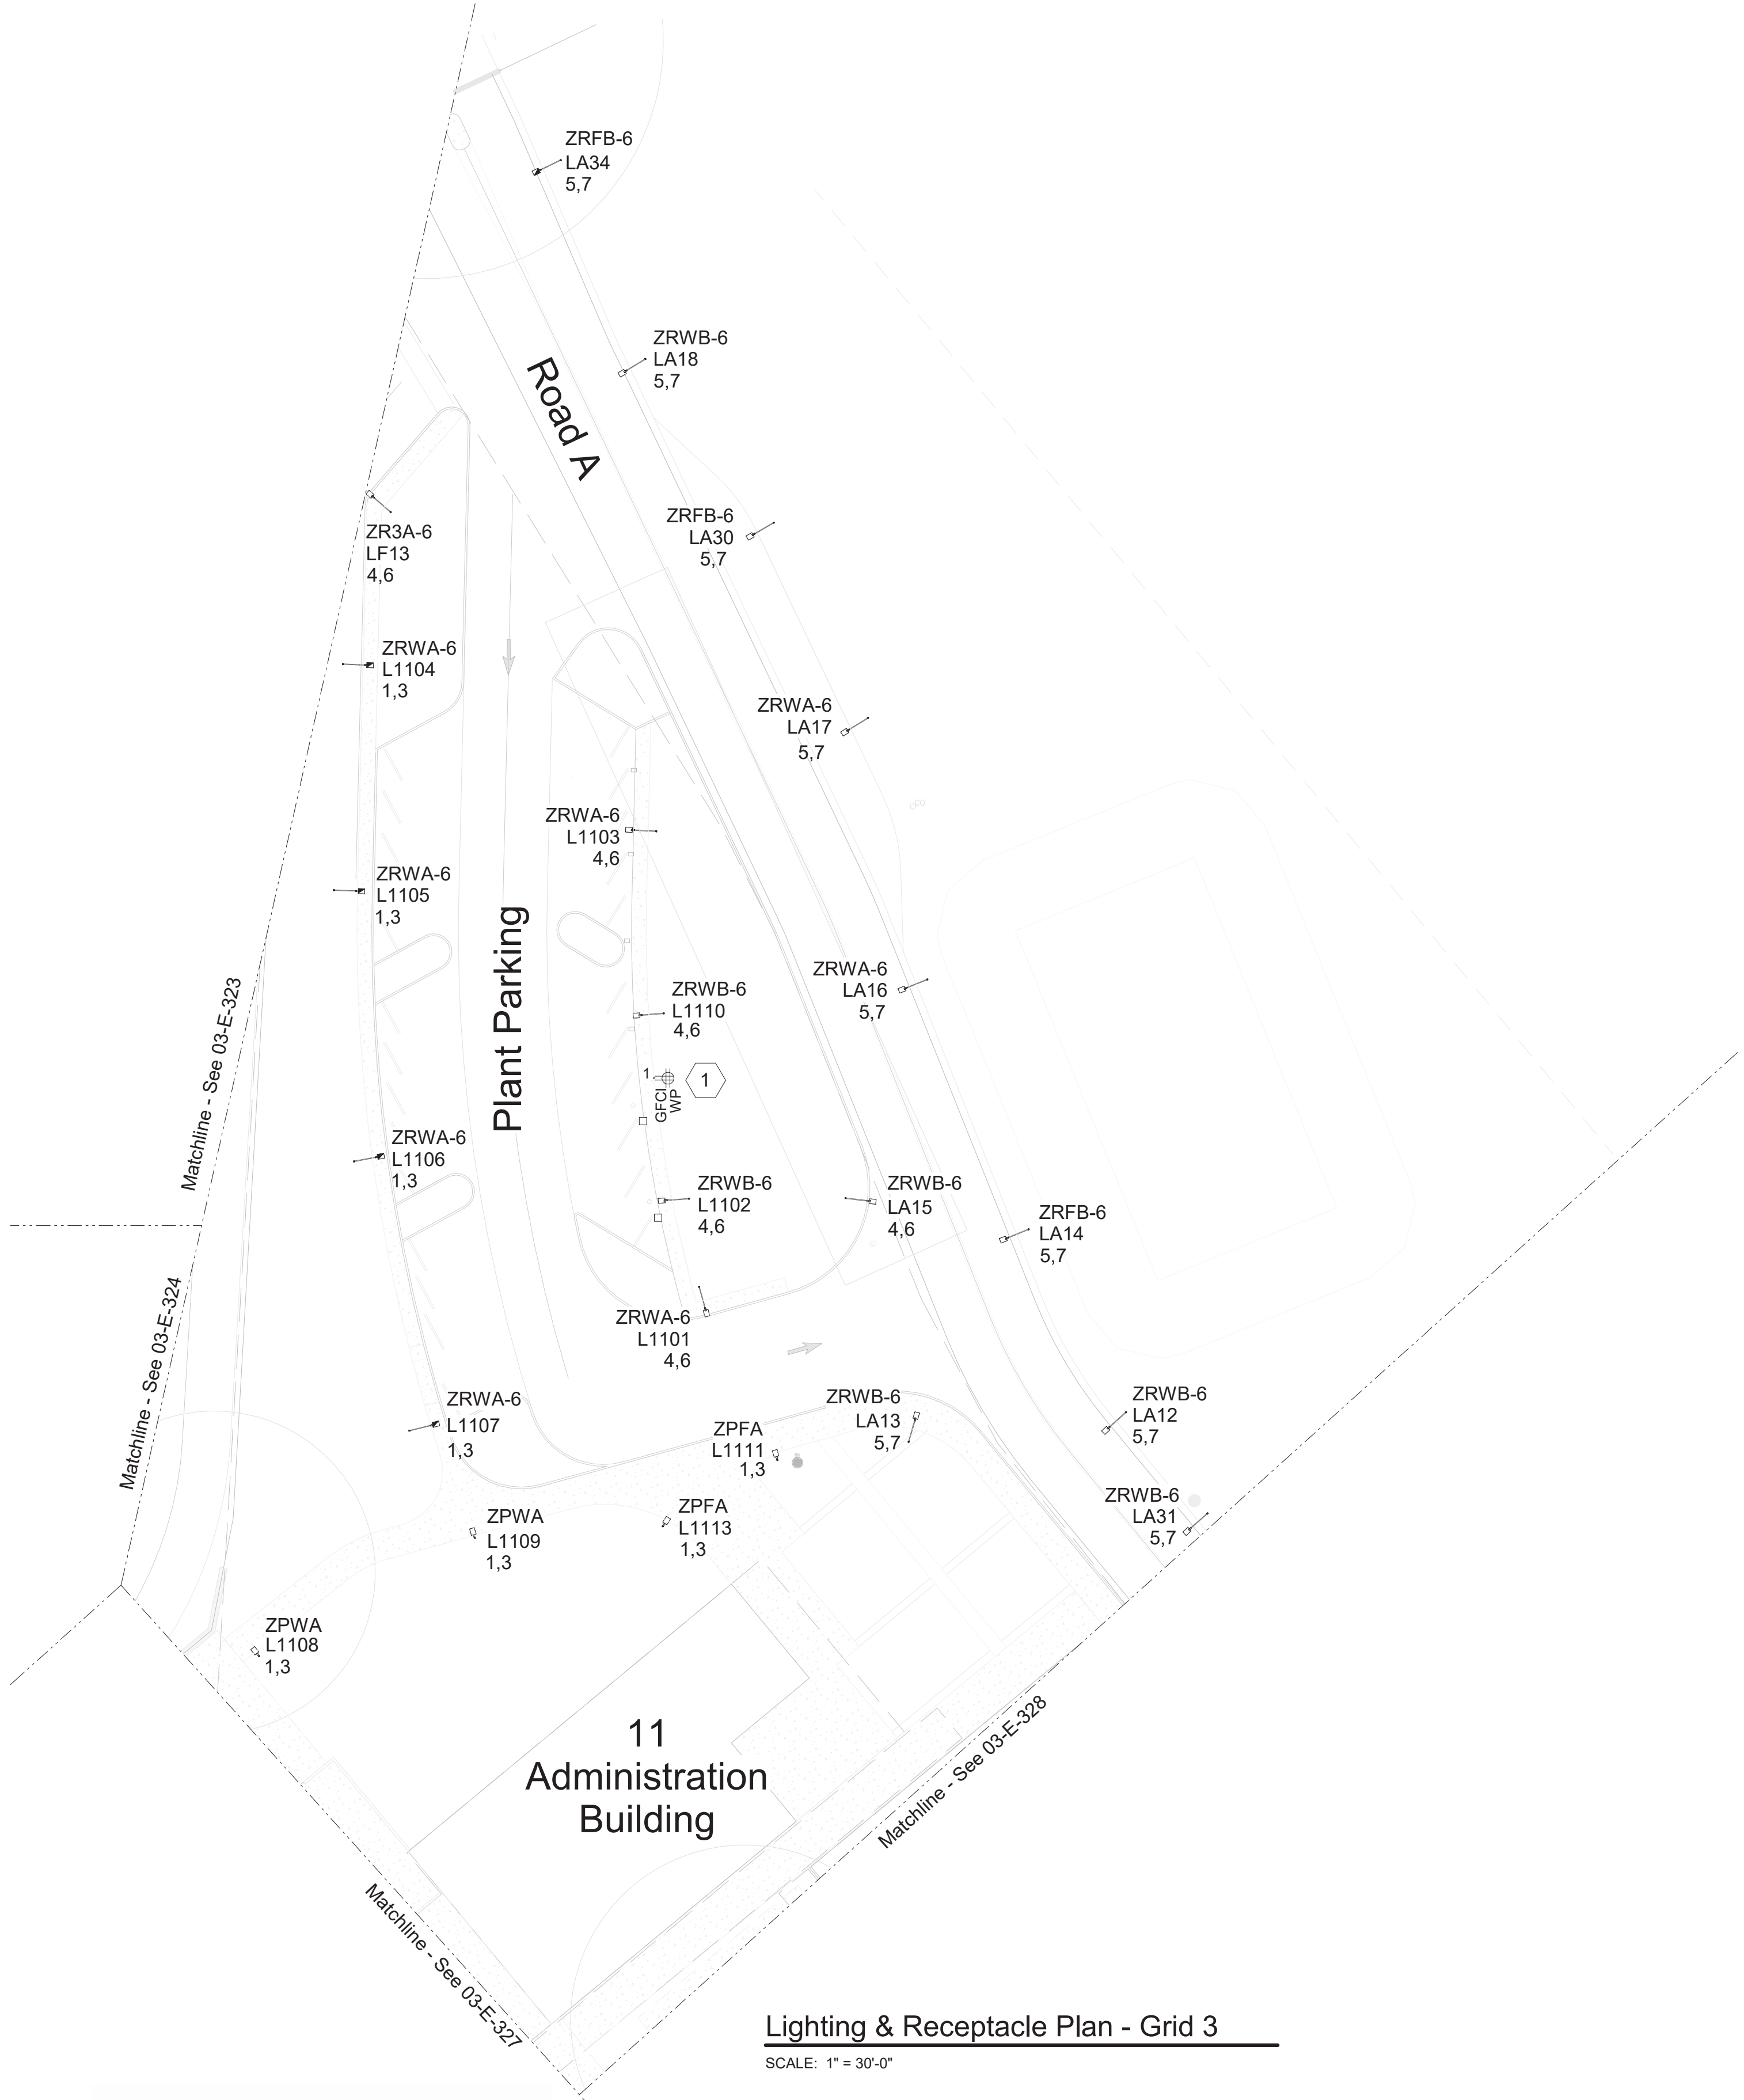 ZRFB-6
LA34
5,7
ZRWB-6
LA18
5,7
Road A
ZRFB-6
LA30
5,7
ZR3A-6
LF13
4,6
ZRWA-6
L1104
1,3
ZRWA-6
LA17
5,7
ZRWA-6
L1103
4,6
ZRWA-6
L1105
1,3
Plant Parking
ZRWA-6
LA16
5,7
ZRWB-6
L1110
4,6
Matchline - See 03-E-323
1
GFCI
WP
1
ZRWA-6
L1106
1,3
ZRWB-6
L1102
4,6
ZRWB-6
LA15
4,6
ZRFB-6
LA14
5,7
Matchline - See 03-E-324
ZRWA-6
L1101
4,6
ZRWA-6
L1107
1,3
ZRWB-6
LA13
5,7
ZRWB-6
LA12
5,7
ZPFA
L1111
1,3
ZRWB-6
LA31
5,7
ZPWA
L1109
1,3
ZPFA
L1113
1,3
ZPWA
L1108
1,3
11
Administration
Building
Matchline - See 03-E-328
Matchline - See 03-E-327
Lighting & Receptacle Plan - Grid 3
SCALE: 1" = 30'-0"